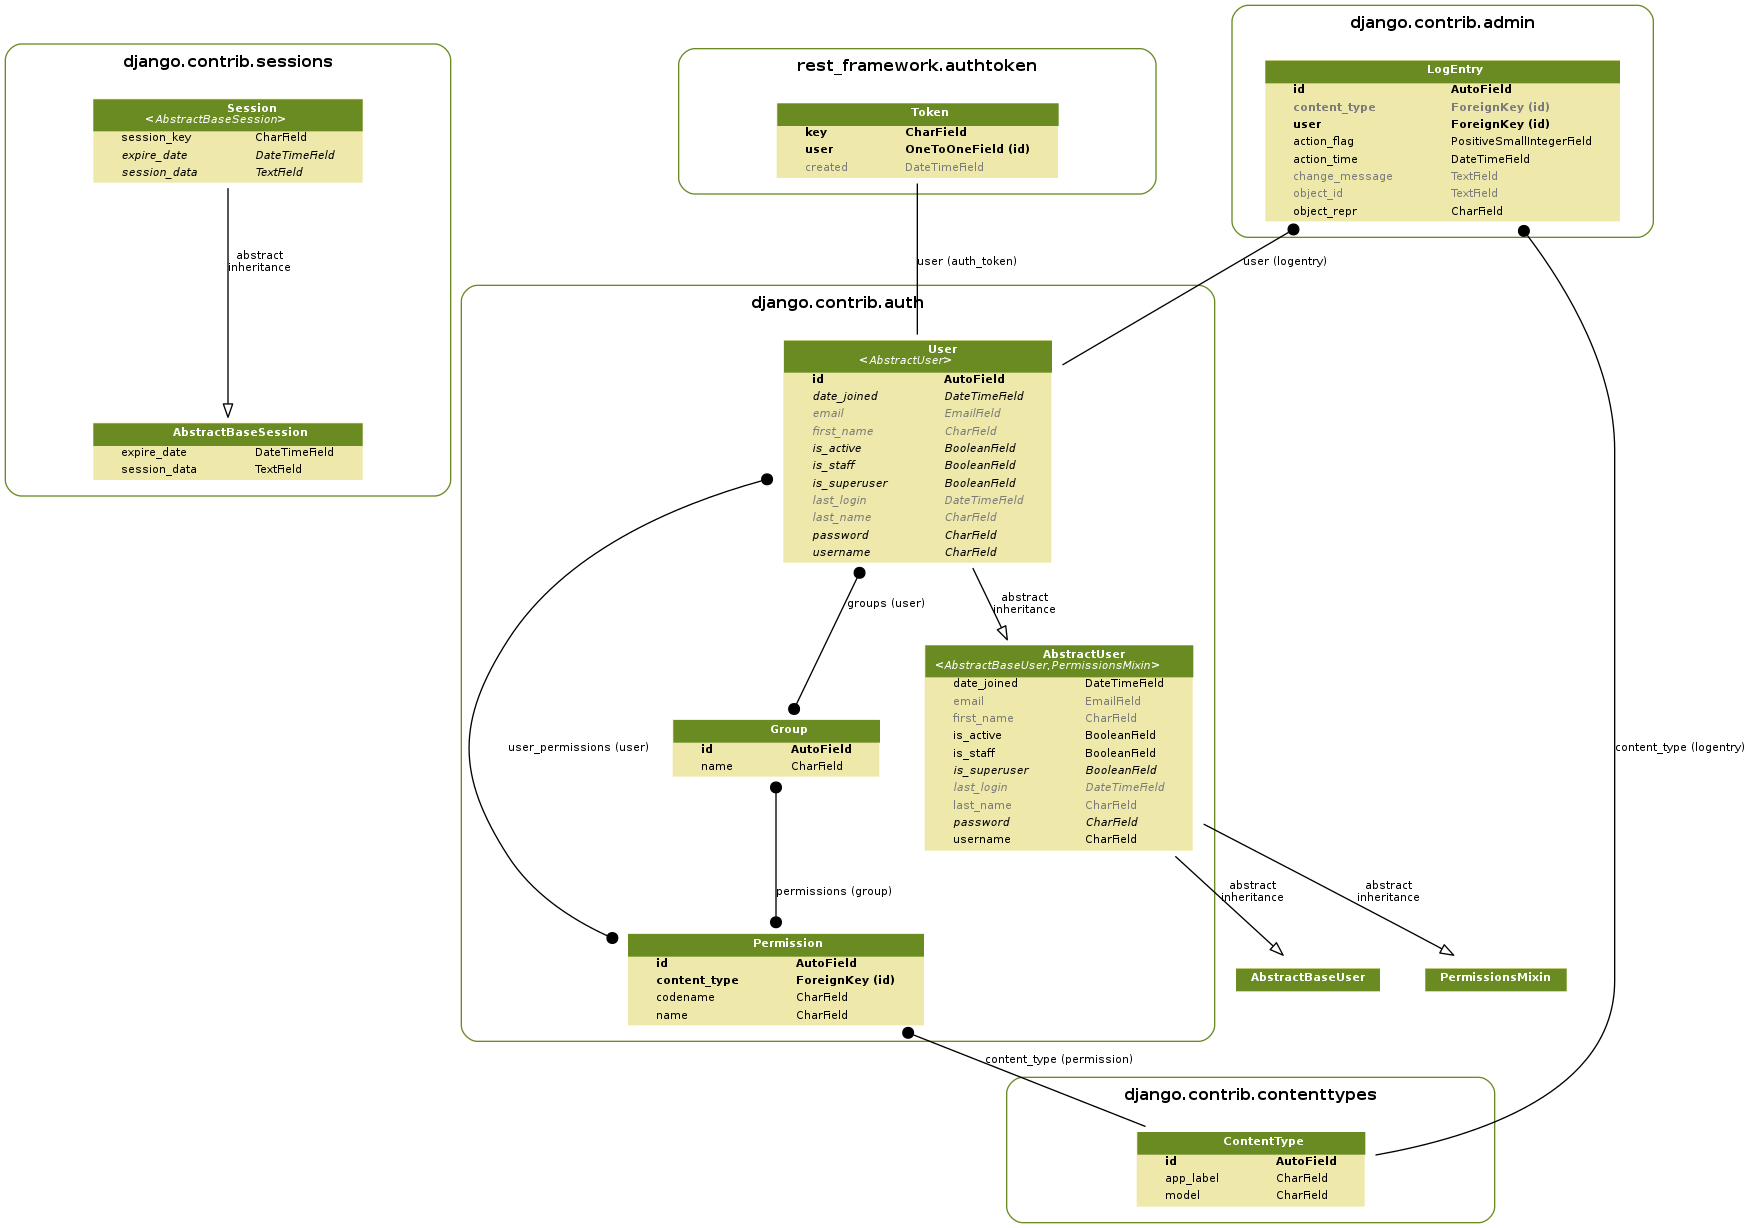 django.contrib.sessions
Session
<AbstractBaseSession>
session_key CharField
expire_date DateTimeField
session_data TextField
abstract
inheritance
AbstractBaseSession
expire_date DateTimeField
session_data TextField
rest_framework.authtoken
Token
key CharField
user OneToOneField (id)
created DateTimeField
user (auth_token)
django.contrib.admin
LogEntry
id AutoField
content_type ForeignKey (id)
user ForeignKey (id)
action_flag PositiveSmallIntegerField
action_time DateTimeField
change_message TextField
object_id TextField
object_repr CharField
user (logentry)
content_type (logentry)
django.contrib.auth
User
<AbstractUser>
id AutoField
date_joined DateTimeField
email EmailField
first_name CharField
is_active BooleanField
is_staff BooleanField
is_superuser BooleanField
last_login DateTimeField
last_name CharField
password CharField
username CharField
groups (user)
abstract
inheritance
user_permissions (user)
AbstractUser
<AbstractBaseUser,PermissionsMixin>
date_joined DateTimeField
email EmailField
first_name CharField
is_active BooleanField
is_staff BooleanField
is_superuser BooleanField
last_login DateTimeField
last_name CharField
password CharField
username CharField
Group
id AutoField
name CharField
permissions (group)
abstract
inheritance
abstract
inheritance
Permission
id AutoField
content_type ForeignKey (id)
codename CharField
name CharField
AbstractBaseUser
PermissionsMixin
content_type (permission)
django.contrib.contenttypes
ContentType
id AutoField
app_label CharField
model CharField